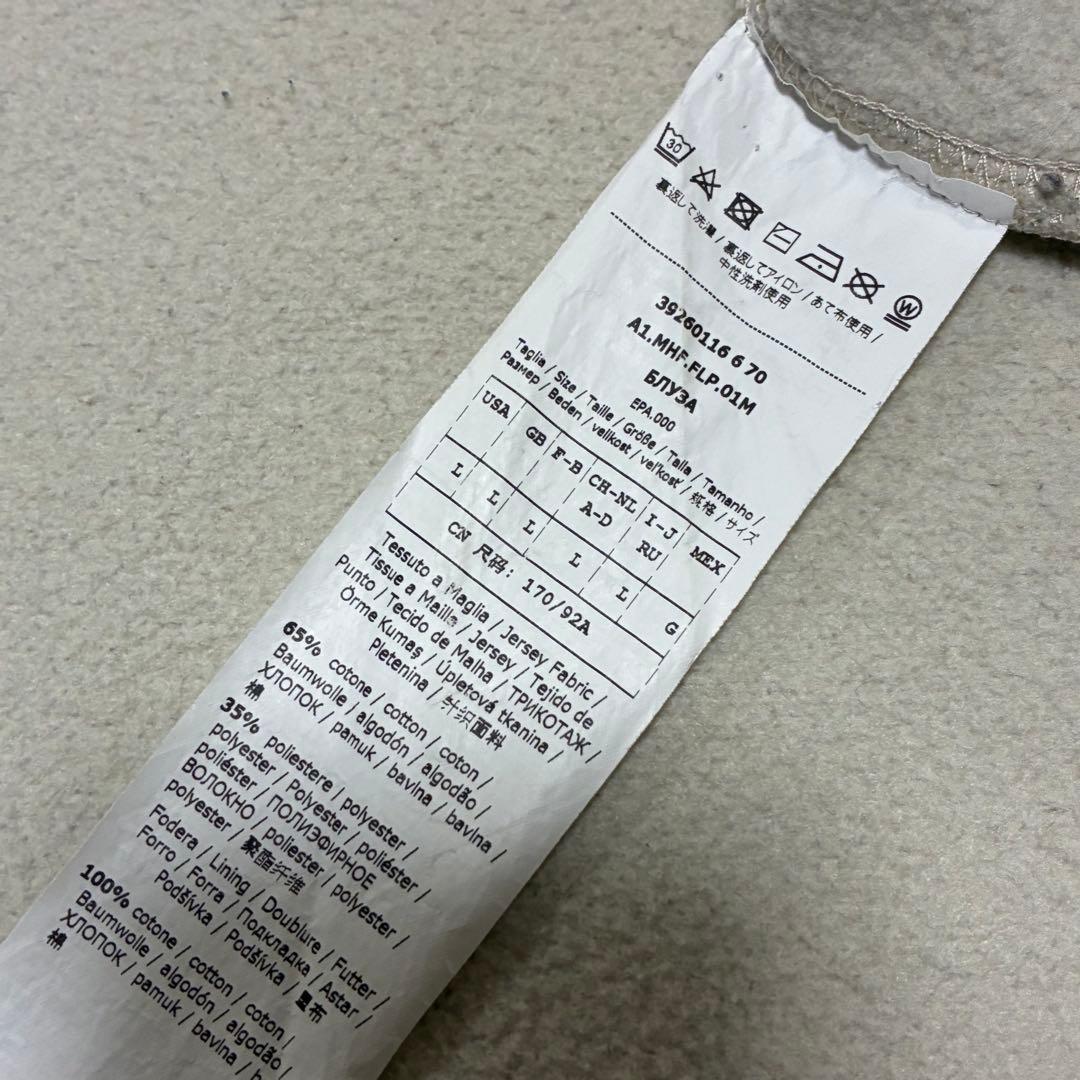 30
W
裏返して洗濯 / 裏返してアイロン / あて布使用 /
中性洗剤使用
39260116 6 70
A1.MHF.FLP.01M
БЛУЗА
EPA.000
Taglia / Size / Taille / Größe / Talla / Tamanho /
Размер / Beden / velikost / veľkosť / 规格 / サイズ
USA GB F-B CH-NL I-J MEX
A-D RU
L L L L L G
CN 尺码: 170/92A
Tessuto a Maglia / Jersey Fabric /
Tissue a Maille / Jersey / Tejido de
Punto / Tecido de Malha / ТРИКОТАЖ /
Örme Kumaş / Úpletová tkanina /
Pletenina / 针织面料
65% cotone / cotton / coton /
Baumwolle / algodón / algodão /
ХЛОПОК / pamuk / bavlna / bavlna /
棉
35% poliestere / polyester /
polyester / Polyester / poliéster /
poliéster / ПОЛИЭФИРНОЕ
ВОЛОКНО / poliester / polyester /
polyester / 聚酯纤维
Fodera / Lining / Doublure / Futter /
Forro / Forra / Подкладка / Astar /
Podšívka / Podšívka / 里布
100% cotone / cotton / coton /
Baumwolle / algodón / algodão /
ХЛОПОК / pamuk / bavlna / bavlna /
棉